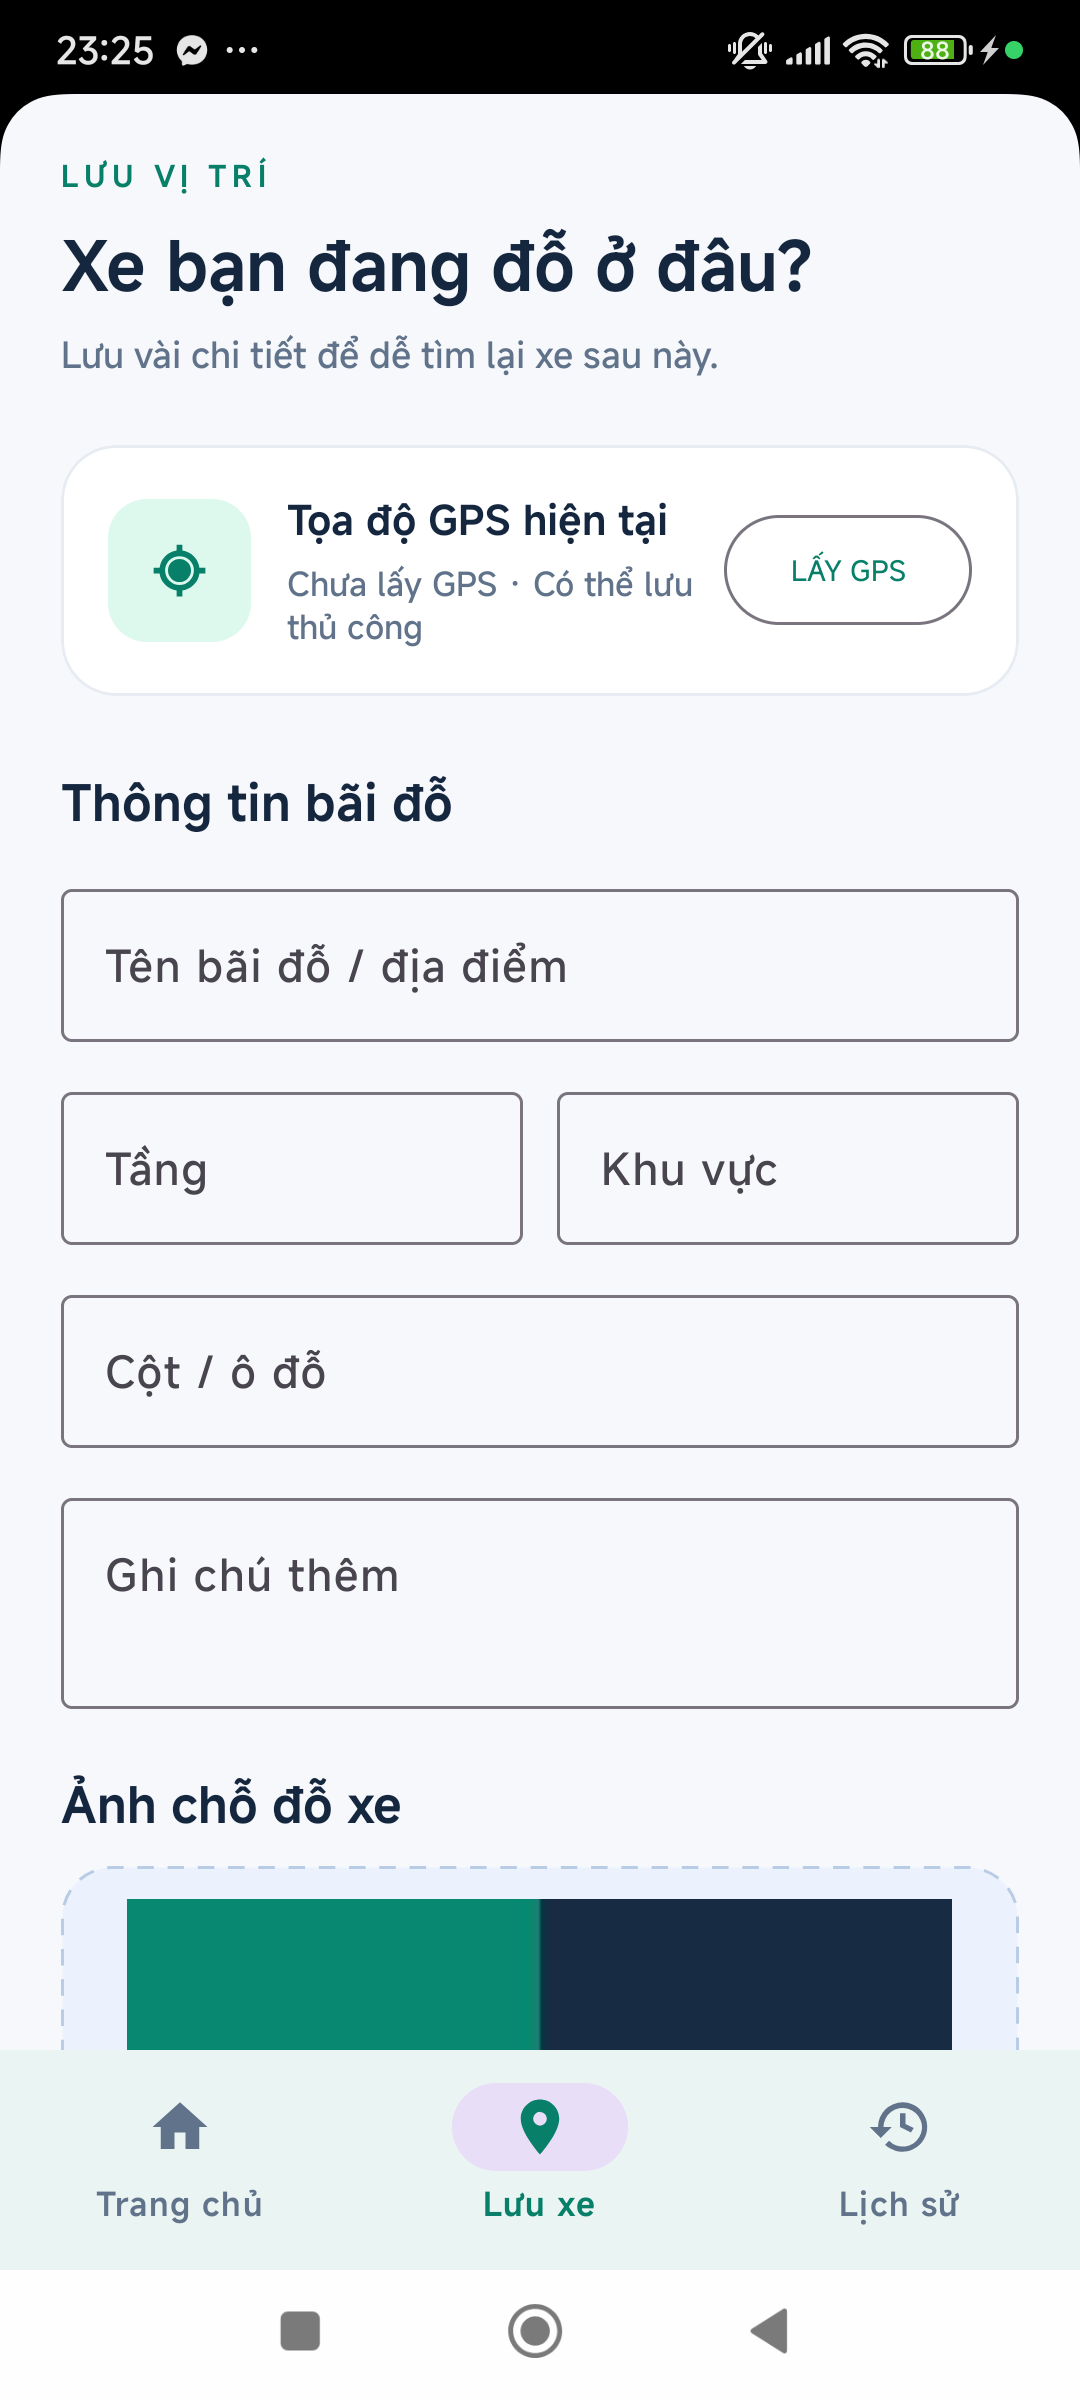 23:25
88
LƯU VỊ TRÍ
Xe bạn đang đỗ ở đâu?
Lưu vài chi tiết để dễ tìm lại xe sau này.
Tọa độ GPS hiện tại
Chưa lấy GPS · Có thể lưu
thủ công
LẤY GPS
Thông tin bãi đỗ
Tên bãi đỗ / địa điểm
Tầng
Khu vực
Cột / ô đỗ
Ghi chú thêm
Ảnh chỗ đỗ xe
Trang chủ
Lưu xe
Lịch sử